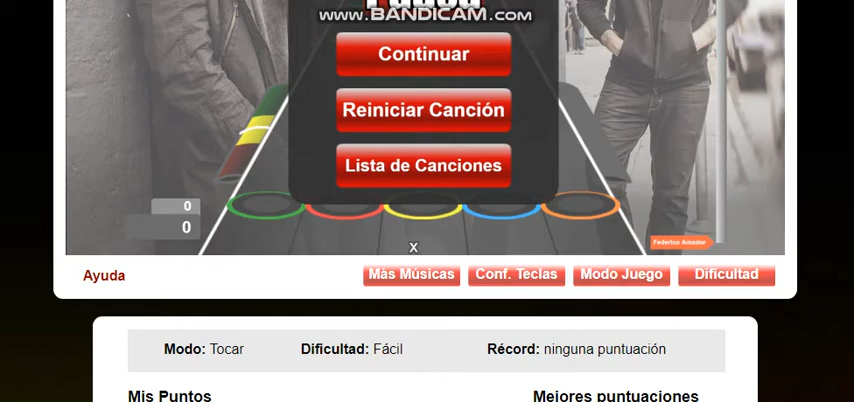 www.BANDICAM.com
Continuar
Reiniciar Canción
Lista de Canciones
0
0
X
Federico Amador
Ayuda
Más Músicas
Conf. Teclas
Modo Juego
Dificultad
Modo: Tocar
Dificultad: Fácil
Récord: ninguna puntuación
Mis Puntos
Mejores puntuaciones